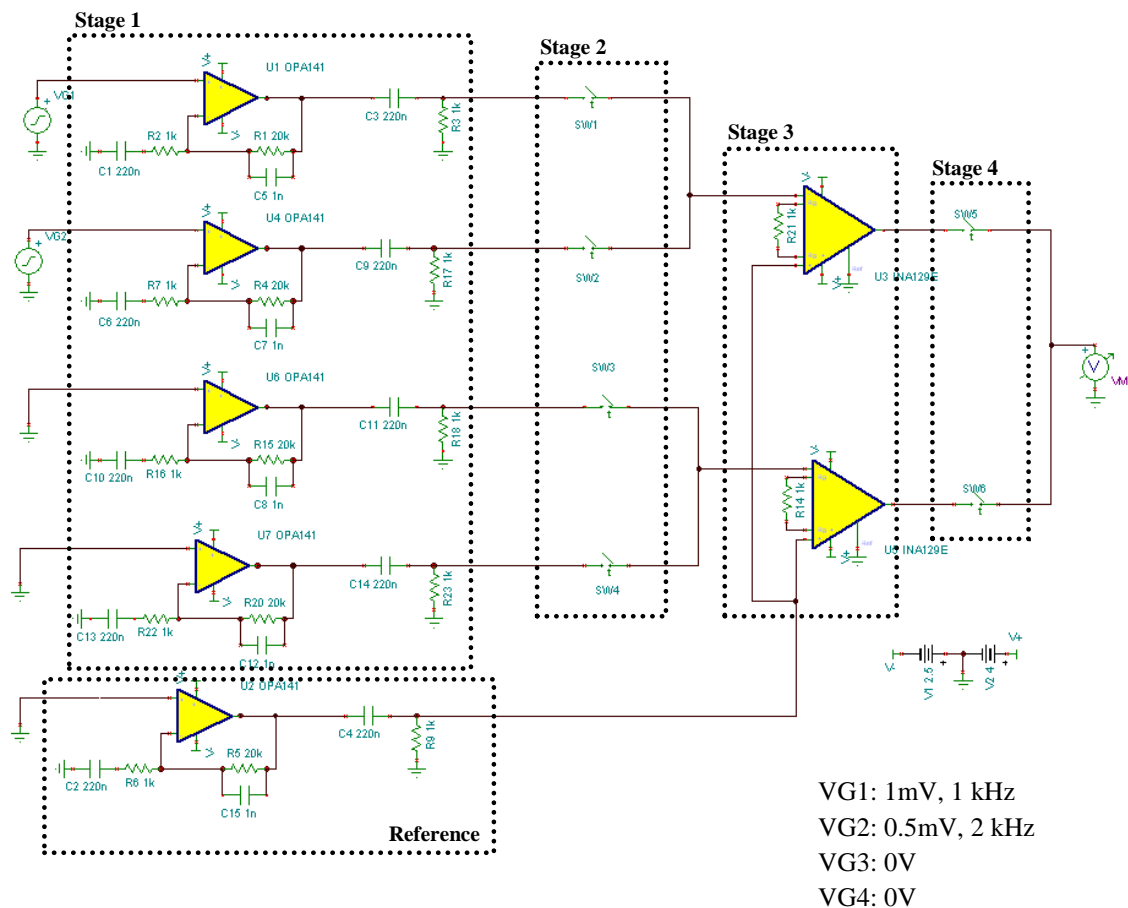 Stage 1
Stage 2
Stage 3
Stage 4
V+
U1 OPA141
VG1
V-
C3 220n
R3 1k
SW1
R2 1k
R1 20k
C1 220n
C5 1n
V+
U4 OPA141
VG2
V-
C9 220n
R17 1k
SW2
R7 1k
R4 20k
C6 220n
C7 1n
V-
R21 1k
V+
U3 INA129E
SW5
V+
U6 OPA141
V-
C11 220n
R18 1k
SW3
R16 1k
R15 20k
C10 220n
C8 1n
V+
VM
V-
R14 1k
V+
INA129E
SW6
V+
U7 OPA141
V-
C14 220n
R23 1k
SW4
R22 1k
R20 20k
C13 220n
C12 1n
V-
V1 2.5
V2 4
V+
V+
U2 OPA141
V-
C4 220n
R9 1k
R6 1k
R5 20k
C2 220n
C15 1n
Reference
VG1: 1mV, 1 kHz
VG2: 0.5mV, 2 kHz
VG3: 0V
VG4: 0V